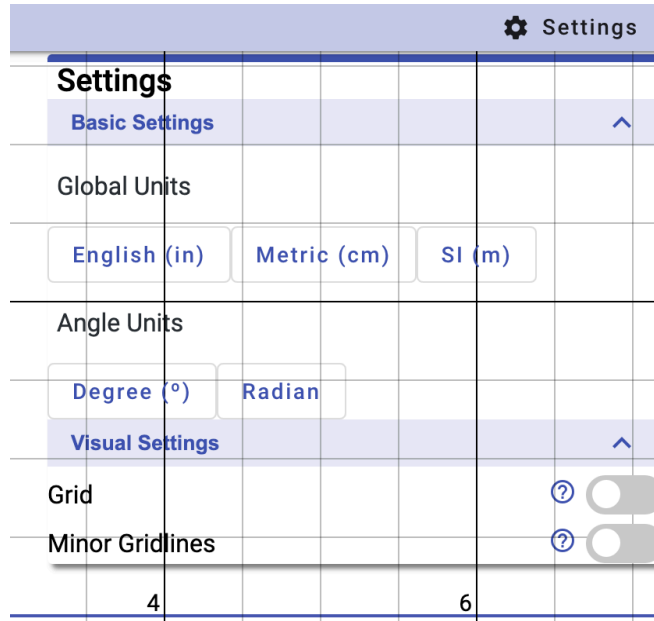 Settings
Settings
Basic Settings
Global Units
English (in) Metric (cm) SI (m)
Angle Units
Degree (º) Radian
Visual Settings
Grid ?
Minor Gridlines ?
4 6